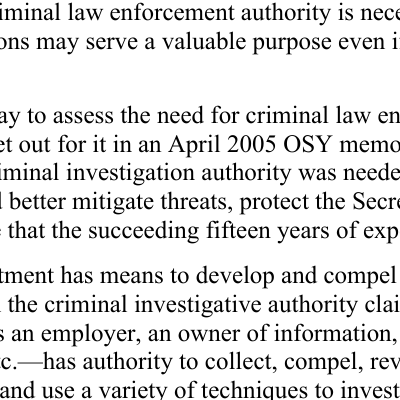 iminal law enforcement authority is nece
ons may serve a valuable purpose even i
ay to assess the need for criminal law en
et out for it in an April 2005 OSY memo
iminal investigation authority was neede
better mitigate threats, protect the Secre
that the succeeding fifteen years of exp
tment has means to develop and compel
the criminal investigative authority clai
s an employer, an owner of information,
tc.—has authority to collect, compel, rev
and use a variety of techniques to invest